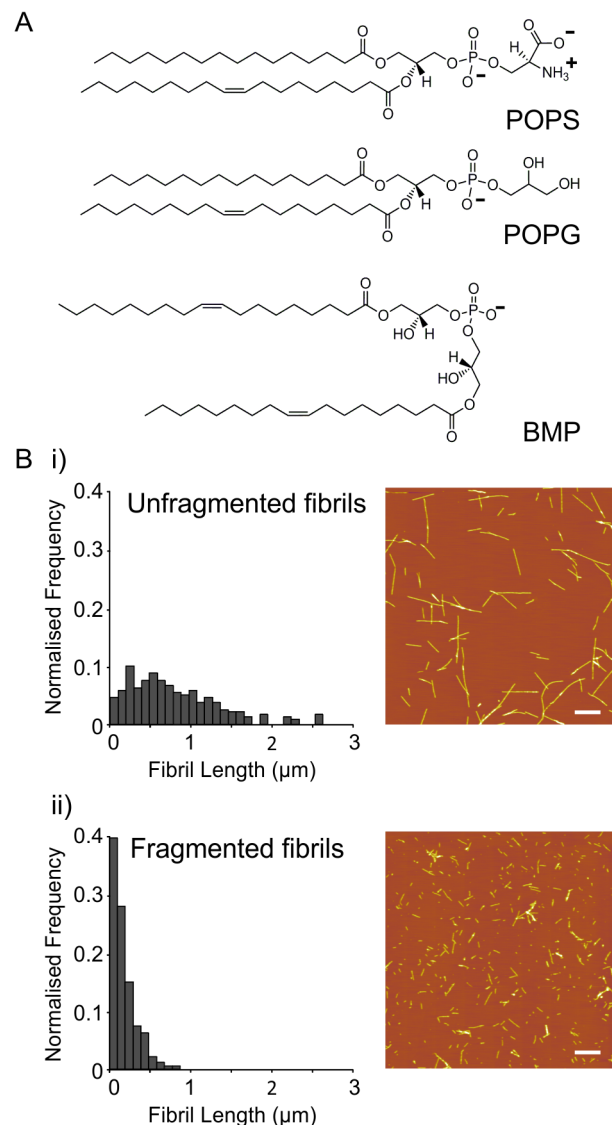 A
O
O
O
O
P
O
O
−
O
H
O
O
−
NH₃
+
H
O
O
−
POPS
O
O
O
O
P
O
O
−
OH
OH
H
O
O
POPG
O
O
HO
H
O
O
P
O
−
O
H
HO
O
O
BMP
B i)
Unfragmented fibrils
Normalised Frequency
0.4
0.3
0.2
0.1
0
0 1 2 3
Fibril Length (μm)
ii)
Fragmented fibrils
Normalised Frequency
0.4
0.3
0.2
0.1
0
0 1 2 3
Fibril Length (μm)